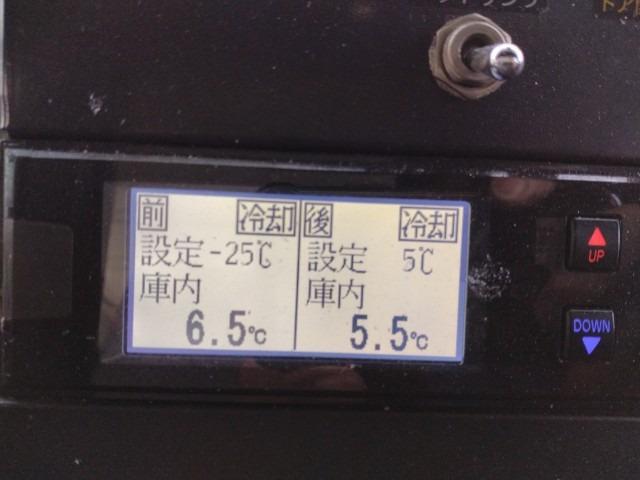 前 冷却
設定 -25℃
庫内
6.5℃
後 冷却
設定 5℃
庫内
5.5℃
UP
DOWN